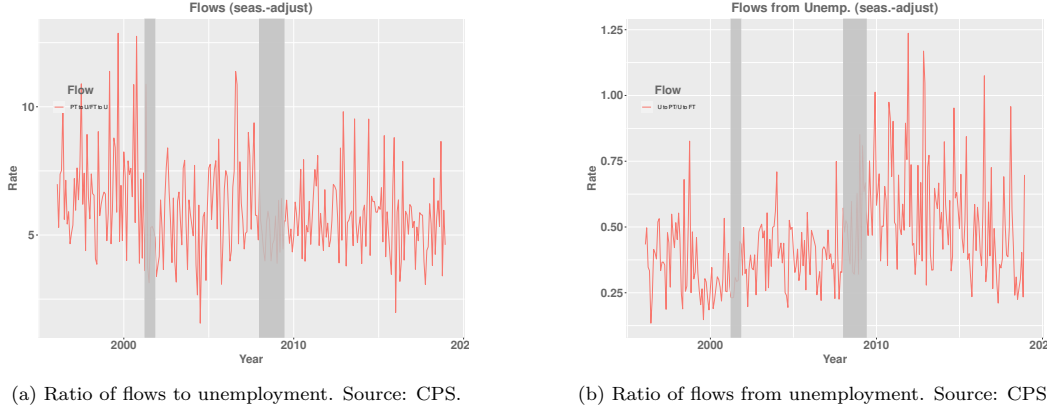 Flows (seas.-adjust)
Flow
PT to U/FT to U
10
5
Rate
2000
2010
202
Year
(a) Ratio of flows to unemployment. Source: CPS.
Flows from Unemp. (seas.-adjust)
Flow
U to PT/U to FT
1.25
1.00
0.75
0.50
0.25
Rate
2000
2010
202
Year
(b) Ratio of flows from unemployment. Source: CPS